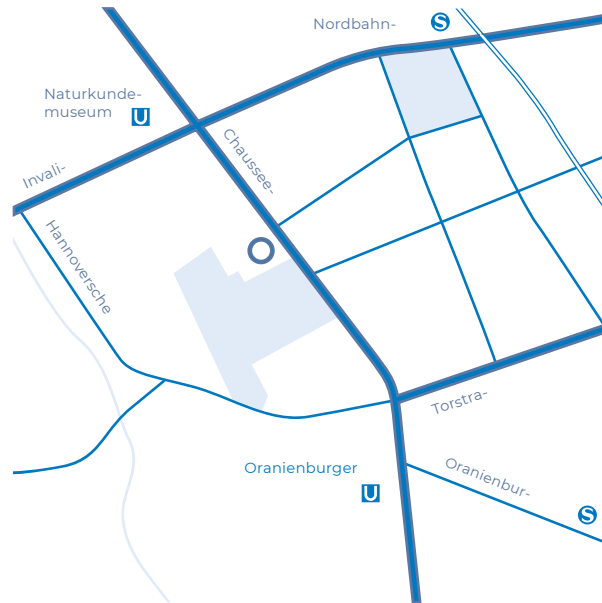 Nordbahn-
S
Naturkunde-
museum U
Chaussee-
Invali-
Hannoversche
Torstra-
Oranienburger
U
Oranienbur-
S